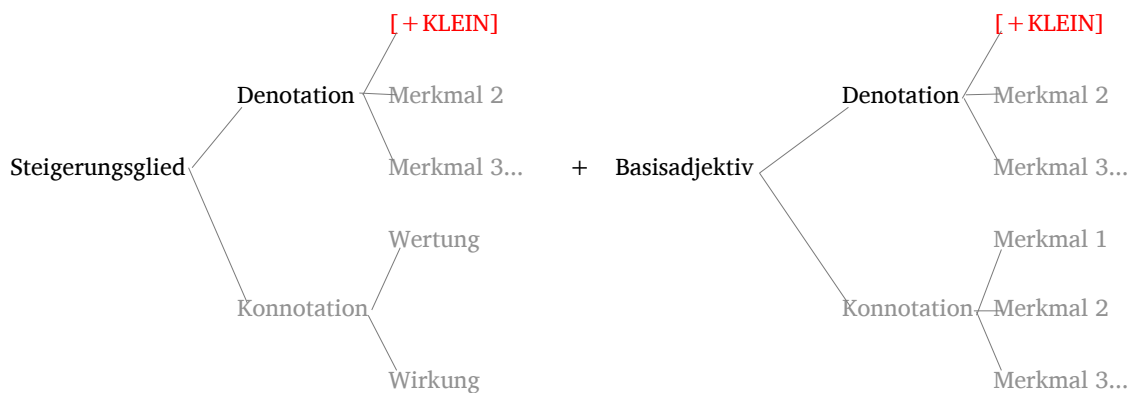 [+KLEIN] [+KLEIN]
Denotation Merkmal 2 Denotation Merkmal 2
Steigerungsglied Merkmal 3... + Basisadjektiv Merkmal 3...
Wertung Merkmal 1
Konnotation Konnotation Merkmal 2
Wirkung Merkmal 3...